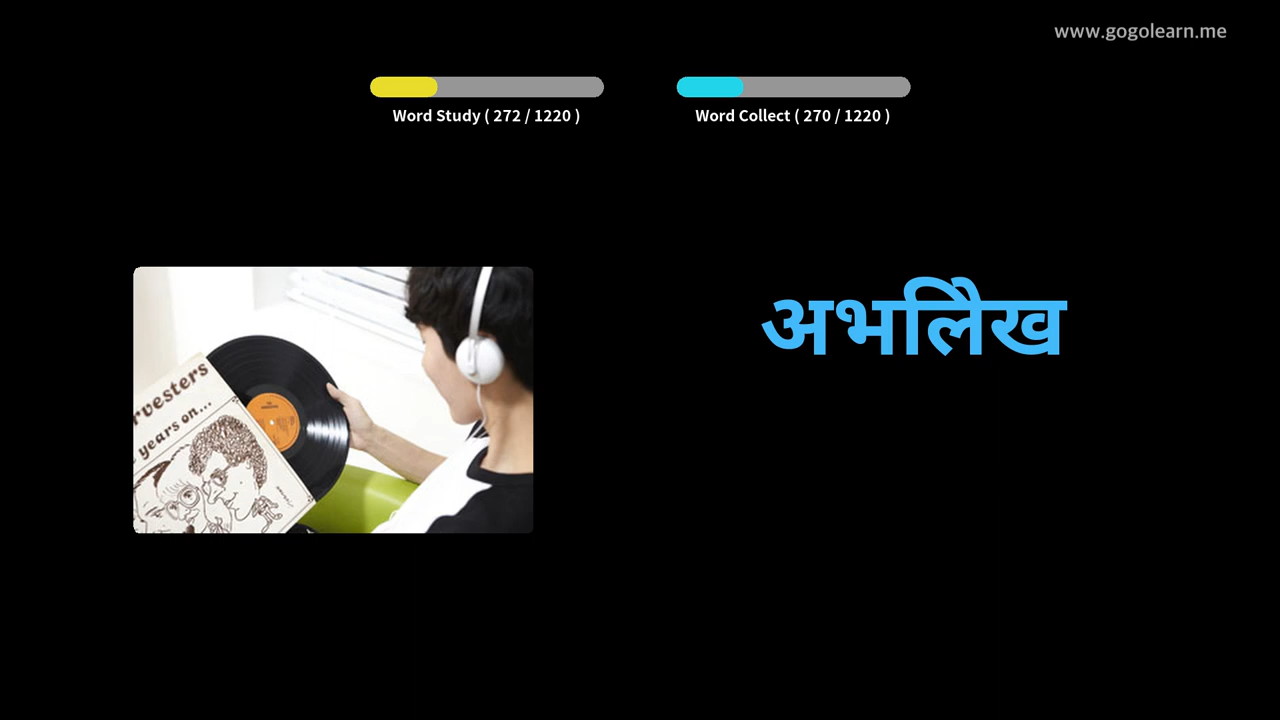 www.gogolearn.me
Word Study ( 272 / 1220 )
Word Collect ( 270 / 1220 )
अभलिेख
rvesters
years on...